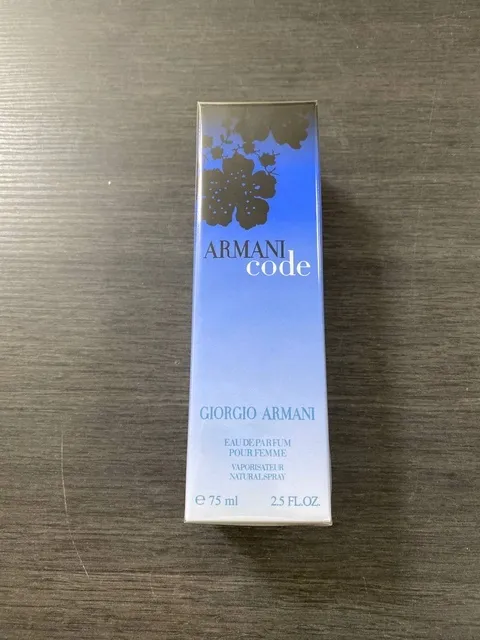 ARMANI
code
GIORGIO ARMANI
EAU DE PARFUM
POUR FEMME
VAPORISATEUR
NATURAL SPRAY
℮ 75 ml 2.5 FL.OZ.